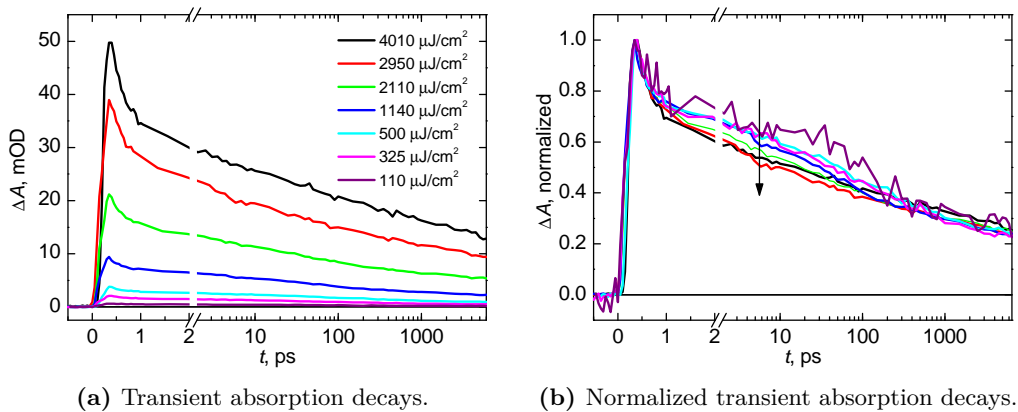 50
40
30
20
10
0
ΔA, mOD
4010 μJ/cm²
2950 μJ/cm²
2110 μJ/cm²
1140 μJ/cm²
500 μJ/cm²
325 μJ/cm²
110 μJ/cm²
0 1 2 10 100 1000
t, ps
(a) Transient absorption decays.
1.0
0.8
0.6
0.4
0.2
0.0
ΔA, normalized
0 1 2 10 100 1000
t, ps
(b) Normalized transient absorption decays.